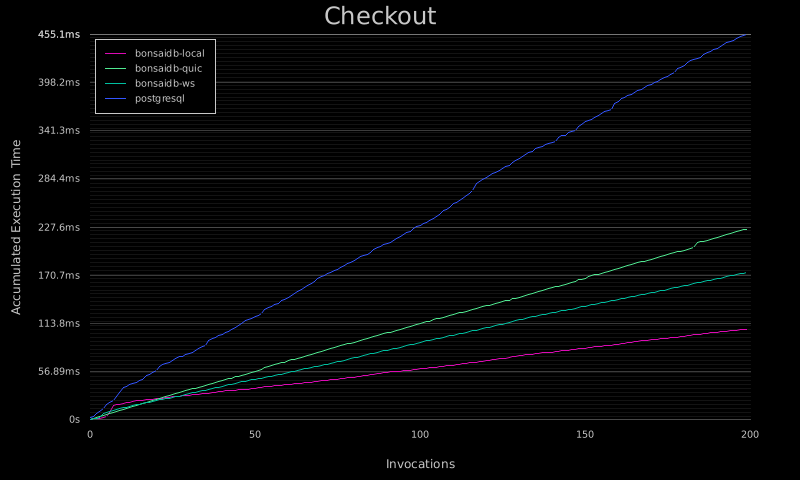 Checkout
455.1ms
398.2ms
341.3ms
284.4ms
227.6ms
170.7ms
113.8ms
56.89ms
0s
Accumulated Execution Time
bonsaidb-local
bonsaidb-quic
bonsaidb-ws
postgresql
0 50 100 150 200
Invocations